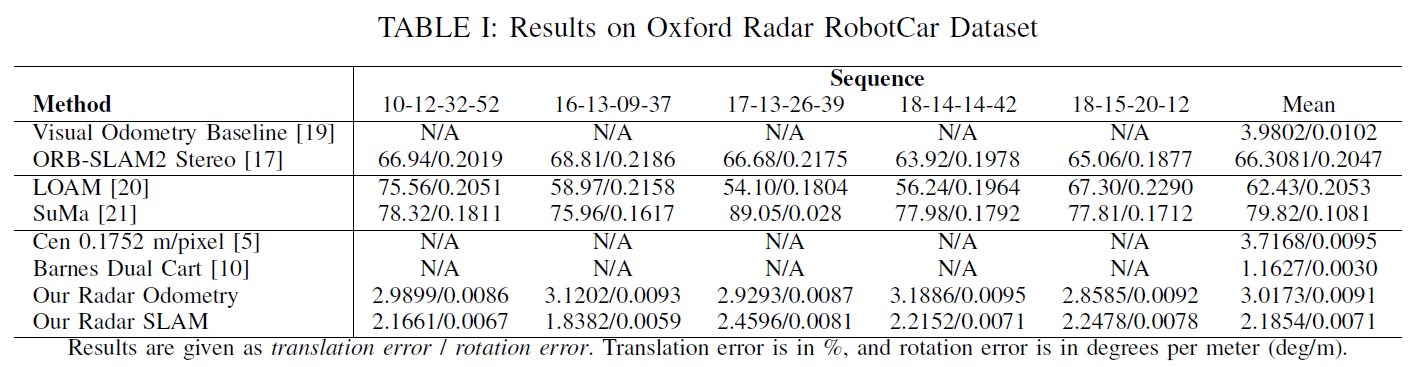 TABLE I: Results on Oxford Radar RobotCar Dataset
Sequence
Method 10-12-32-52 16-13-09-37 17-13-26-39 18-14-14-42 18-15-20-12 Mean
Visual Odometry Baseline [19] N/A N/A N/A N/A N/A 3.9802/0.0102
ORB-SLAM2 Stereo [17] 66.94/0.2019 68.81/0.2186 66.68/0.2175 63.92/0.1978 65.06/0.1877 66.3081/0.2047
LOAM [20] 75.56/0.2051 58.97/0.2158 54.10/0.1804 56.24/0.1964 67.30/0.2290 62.43/0.2053
SuMa [21] 78.32/0.1811 75.96/0.1617 89.05/0.028 77.98/0.1792 77.81/0.1712 79.82/0.1081
Cen 0.1752 m/pixel [5] N/A N/A N/A N/A N/A 3.7168/0.0095
Barnes Dual Cart [10] N/A N/A N/A N/A N/A 1.1627/0.0030
Our Radar Odometry 2.9899/0.0086 3.1202/0.0093 2.9293/0.0087 3.1886/0.0095 2.8585/0.0092 3.0173/0.0091
Our Radar SLAM 2.1661/0.0067 1.8382/0.0059 2.4596/0.0081 2.2152/0.0071 2.2478/0.0078 2.1854/0.0071
Results are given as translation error / rotation error. Translation error is in %, and rotation error is in degrees per meter (deg/m).